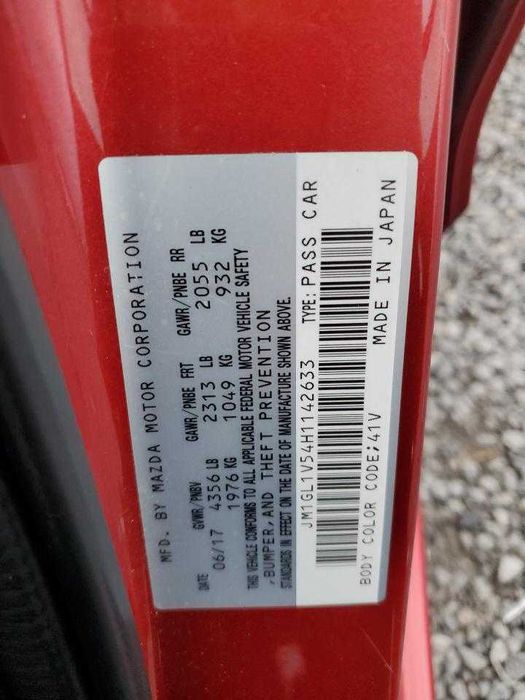 MFD. BY MAZDA MOTOR CORPORATION
DATE GVWR/PNBV GAWR/PNBE FRT GAWR/PNBE RR
06/17 4356 LB 2313 LB 2055 LB
1976 KG 1049 KG 932 KG
THIS VEHICLE CONFORMS TO ALL APPLICABLE FEDERAL MOTOR VEHICLE SAFETY
,BUMPER,AND THEFT PREVENTION
STANDARDS IN EFFECT ON THE DATE OF MANUFACTURE SHOWN ABOVE.
JM1GL1V54H1142633 TYPE: PASS CAR
BODY COLOR CODE;41V MADE IN JAPAN